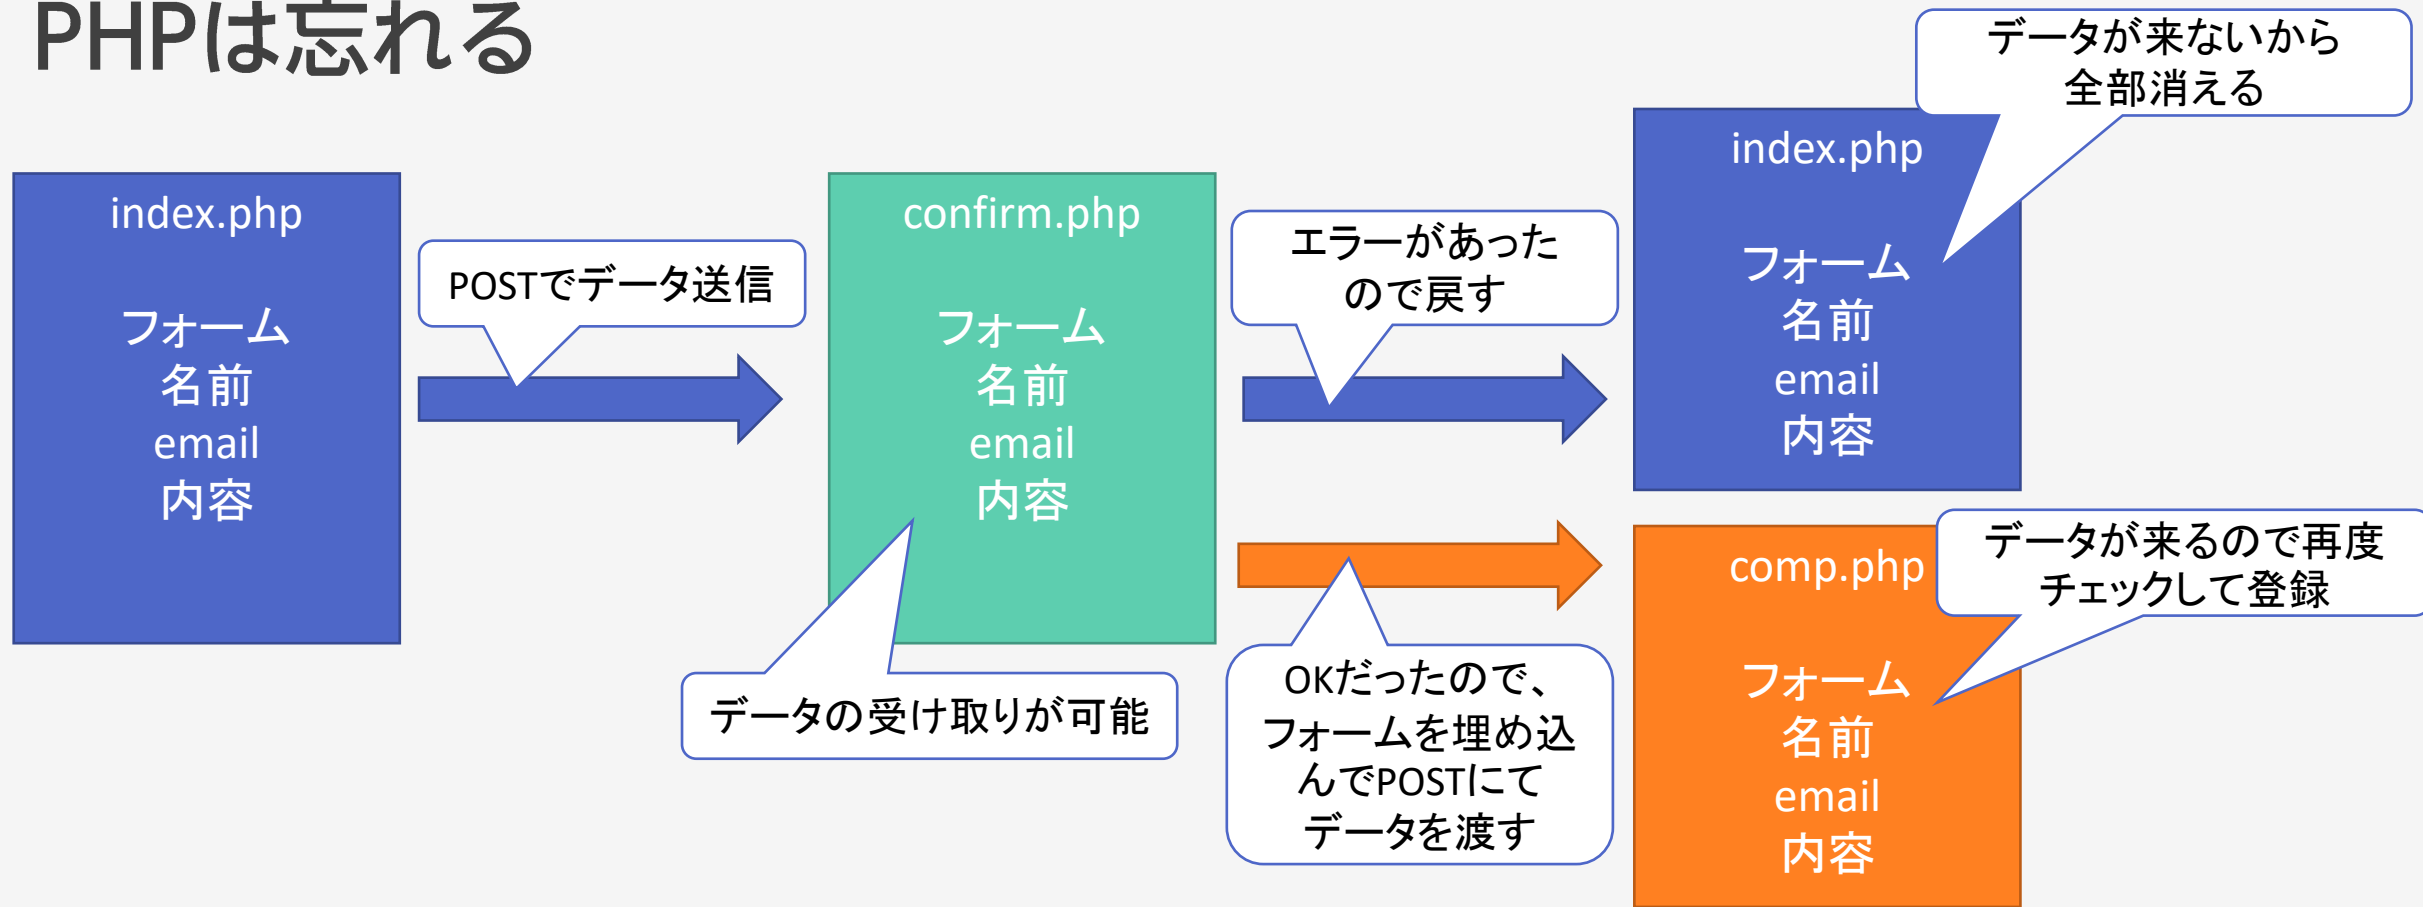 PHPは忘れる
index.php
フォーム
名前
email
内容
POSTでデータ送信
confirm.php
フォーム
名前
email
内容
データの受け取りが可能
エラーがあった
ので戻す
index.php
フォーム
名前
email
内容
データが来ないから
全部消える
OKだったので、
フォームを埋め込
んでPOSTにて
データを渡す
comp.php
フォーム
名前
email
内容
データが来るので再度
チェックして登録